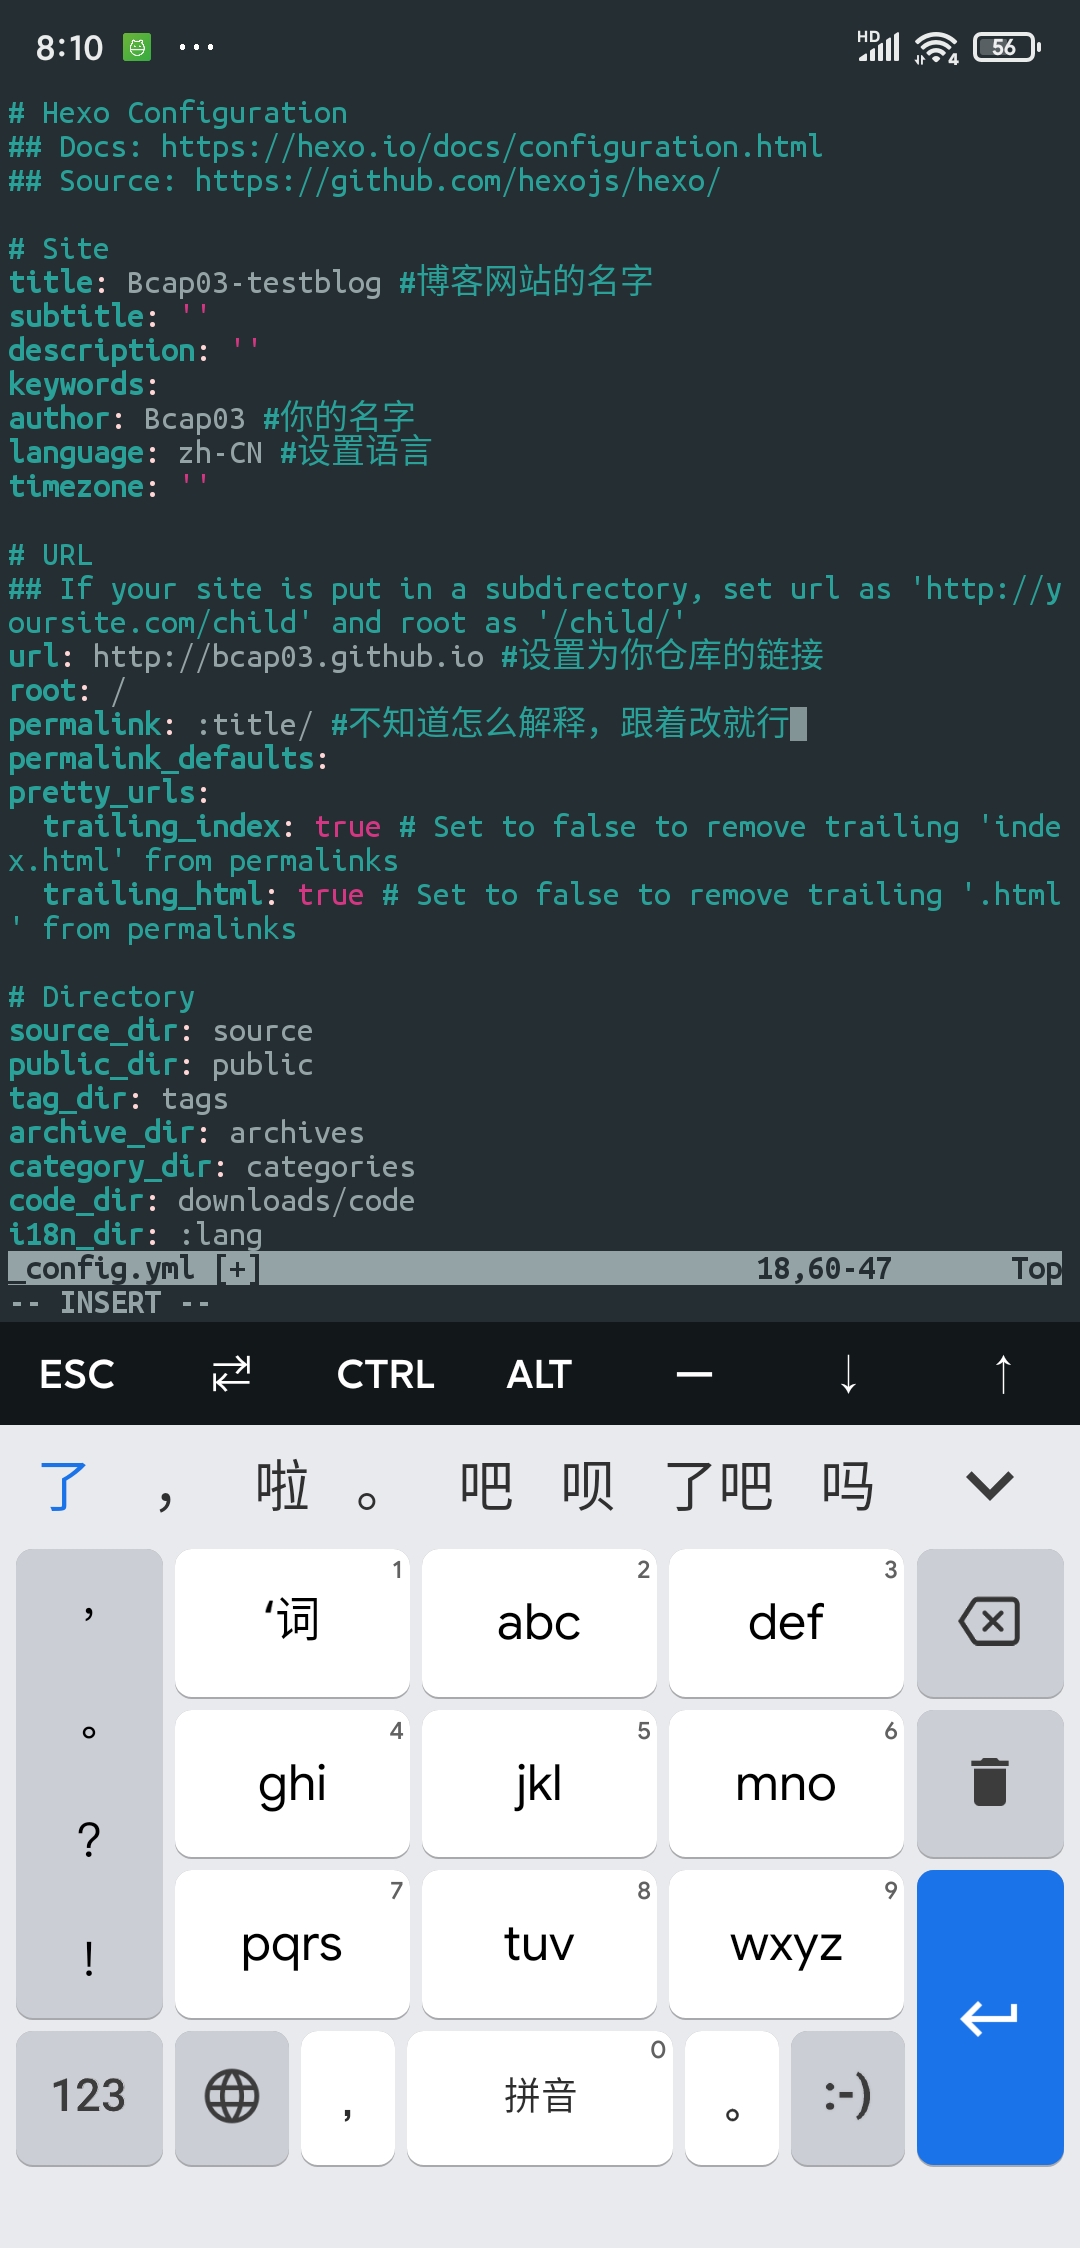 8:10 ... HD 4 56
# Hexo Configuration
## Docs: https://hexo.io/docs/configuration.html
## Source: https://github.com/hexojs/hexo/
# Site
title: Bcap03-testblog #博客网站的名字
subtitle: ''
description: ''
keywords:
author: Bcap03 #你的名字
language: zh-CN #设置语言
timezone: ''
# URL
## If your site is put in a subdirectory, set url as 'http://y
oursite.com/child' and root as '/child/'
url: http://bcap03.github.io #设置为你仓库的链接
root: /
permalink: :title/ #不知道怎么解释，跟着改就行
permalink_defaults:
pretty_urls:
  trailing_index: true # Set to false to remove trailing 'inde
x.html' from permalinks
  trailing_html: true # Set to false to remove trailing '.html
' from permalinks
# Directory
source_dir: source
public_dir: public
tag_dir: tags
archive_dir: archives
category_dir: categories
code_dir: downloads/code
i18n_dir: :lang
_config.yml [+] 18,60-47 Top
-- INSERT --
ESC ⇄ CTRL ALT — ↓ ↑
了 ， 啦 。 吧 呗 了吧 吗
， ‘词 1 abc 2 def 3
。 ghi 4 jkl 5 mno 6
?
! pqrs 7 tuv 8 wxyz 9
123 ， 拼音 0 。 :-)